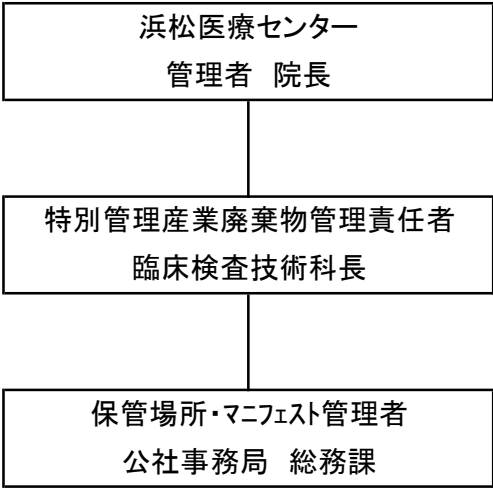 浜松医療センター
管理者　院長
特別管理産業廃棄物管理責任者
臨床検査技術科長
保管場所・ﾏﾆﾌｪｽﾄ管理者
公社事務局　総務課